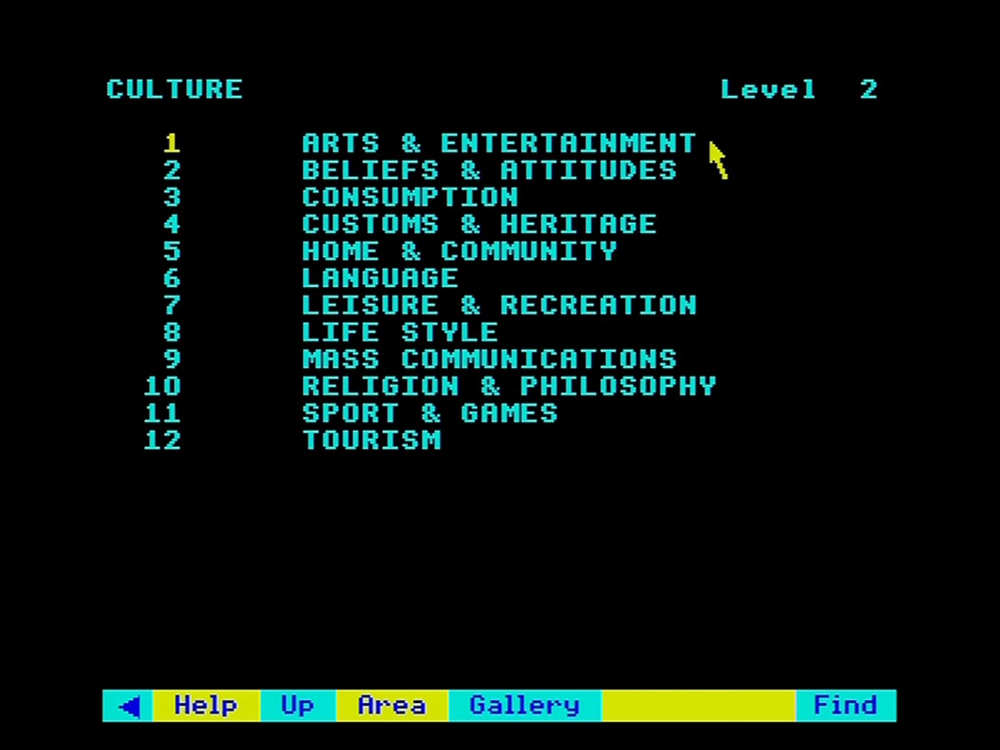 CULTURE Level 2
1 ARTS & ENTERTAINMENT
2 BELIEFS & ATTITUDES
3 CONSUMPTION
4 CUSTOMS & HERITAGE
5 HOME & COMMUNITY
6 LANGUAGE
7 LEISURE & RECREATION
8 LIFE STYLE
9 MASS COMMUNICATIONS
10 RELIGION & PHILOSOPHY
11 SPORT & GAMES
12 TOURISM
Help Up Area Gallery Find